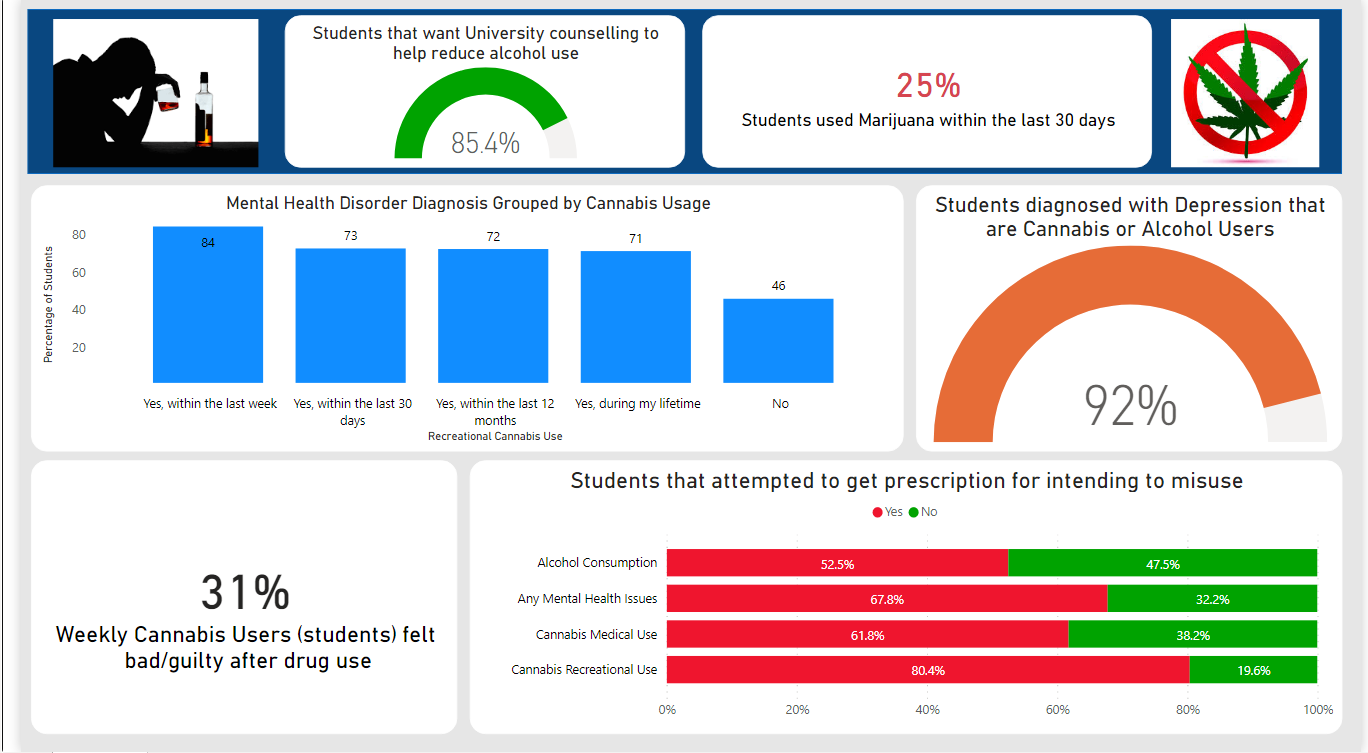 Students that want University counselling to
help reduce alcohol use
85.4%
25%
Students used Marijuana within the last 30 days
Mental Health Disorder Diagnosis Grouped by Cannabis Usage
Percentage of Students
80
60
40
20
84
73
72
71
46
Yes, within the last week
Yes, within the last 30
days
Yes, within the last 12
months
Yes, during my lifetime
No
Recreational Cannabis Use
Students diagnosed with Depression that
are Cannabis or Alcohol Users
92%
31%
Weekly Cannabis Users (students) felt
bad/guilty after drug use
Students that attempted to get prescription for intending to misuse
Yes No
Alcohol Consumption 52.5% 47.5%
Any Mental Health Issues 67.8% 32.2%
Cannabis Medical Use 61.8% 38.2%
Cannabis Recreational Use 80.4% 19.6%
0% 20% 40% 60% 80% 100%